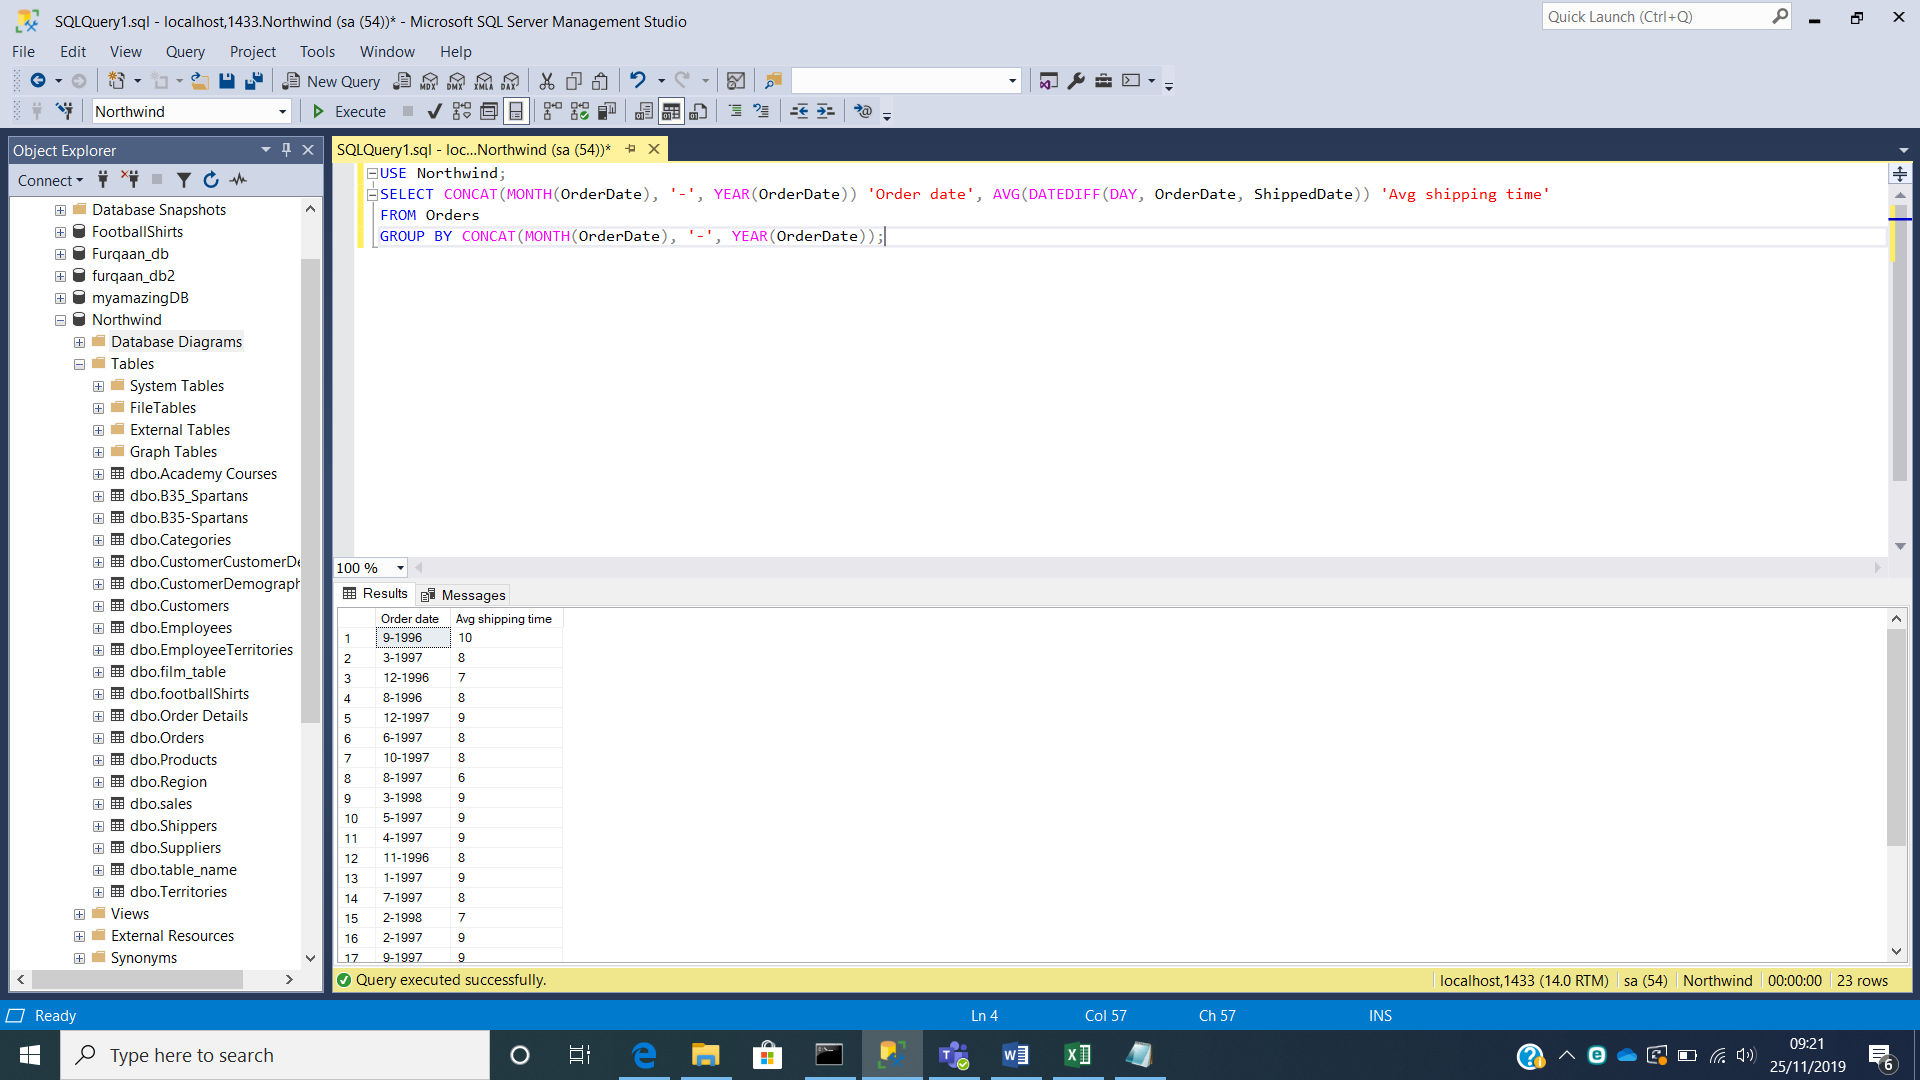 SQLQuery1.sql - localhost,1433.Northwind (sa (54))* - Microsoft SQL Server Management Studio
Quick Launch (Ctrl+Q)
File Edit View Query Project Tools Window Help
New Query
MDX DMX XMLA DAX
Northwind
Execute
Object Explorer
Connect
Database Snapshots
FootballShirts
Furqaan_db
furqaan_db2
myamazingDB
Northwind
Database Diagrams
Tables
System Tables
FileTables
External Tables
Graph Tables
dbo.Academy Courses
dbo.B35_Spartans
dbo.B35-Spartans
dbo.Categories
dbo.CustomerCustomerDe
dbo.CustomerDemograph
dbo.Customers
dbo.Employees
dbo.EmployeeTerritories
dbo.film_table
dbo.footballShirts
dbo.Order Details
dbo.Orders
dbo.Products
dbo.Region
dbo.sales
dbo.Shippers
dbo.Suppliers
dbo.table_name
dbo.Territories
Views
External Resources
Synonyms
SQLQuery1.sql - loc...Northwind (sa (54))*
USE Northwind;
SELECT CONCAT(MONTH(OrderDate), '-', YEAR(OrderDate)) 'Order date', AVG(DATEDIFF(DAY, OrderDate, ShippedDate)) 'Avg shipping time'
FROM Orders
GROUP BY CONCAT(MONTH(OrderDate), '-', YEAR(OrderDate));
100 %
Results Messages
Order date Avg shipping time
1 9-1996 10
2 3-1997 8
3 12-1996 7
4 8-1996 8
5 12-1997 9
6 6-1997 8
7 10-1997 8
8 8-1997 6
9 3-1998 9
10 5-1997 9
11 4-1997 9
12 11-1996 8
13 1-1997 9
14 7-1997 8
15 2-1998 7
16 2-1997 9
17 9-1997 9
Query executed successfully.
localhost,1433 (14.0 RTM) sa (54) Northwind 00:00:00 23 rows
Ready
Ln 4 Col 57 Ch 57 INS
Type here to search
09:21
25/11/2019
6